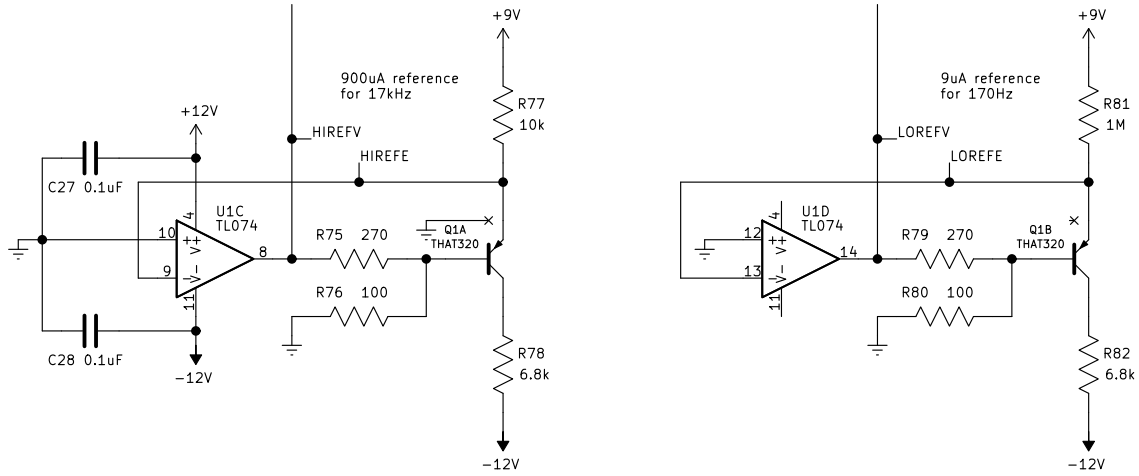 +9V
900uA reference
for 17kHz
R77
10k
+12V
HIREFV
HIREFE
C27 0.1uF
U1C
TL074
4
10
9
++
V
-
V
8
11
R75 270
Q1A
THAT320
R76 100
C28 0.1uF
-12V
R78
6.8k
-12V
+9V
9uA reference
for 170Hz
R81
1M
LOREFV
LOREFE
U1D
TL074
4
12
13
++
V
-
V
14
11
R79 270
Q1B
THAT320
R80 100
R82
6.8k
-12V